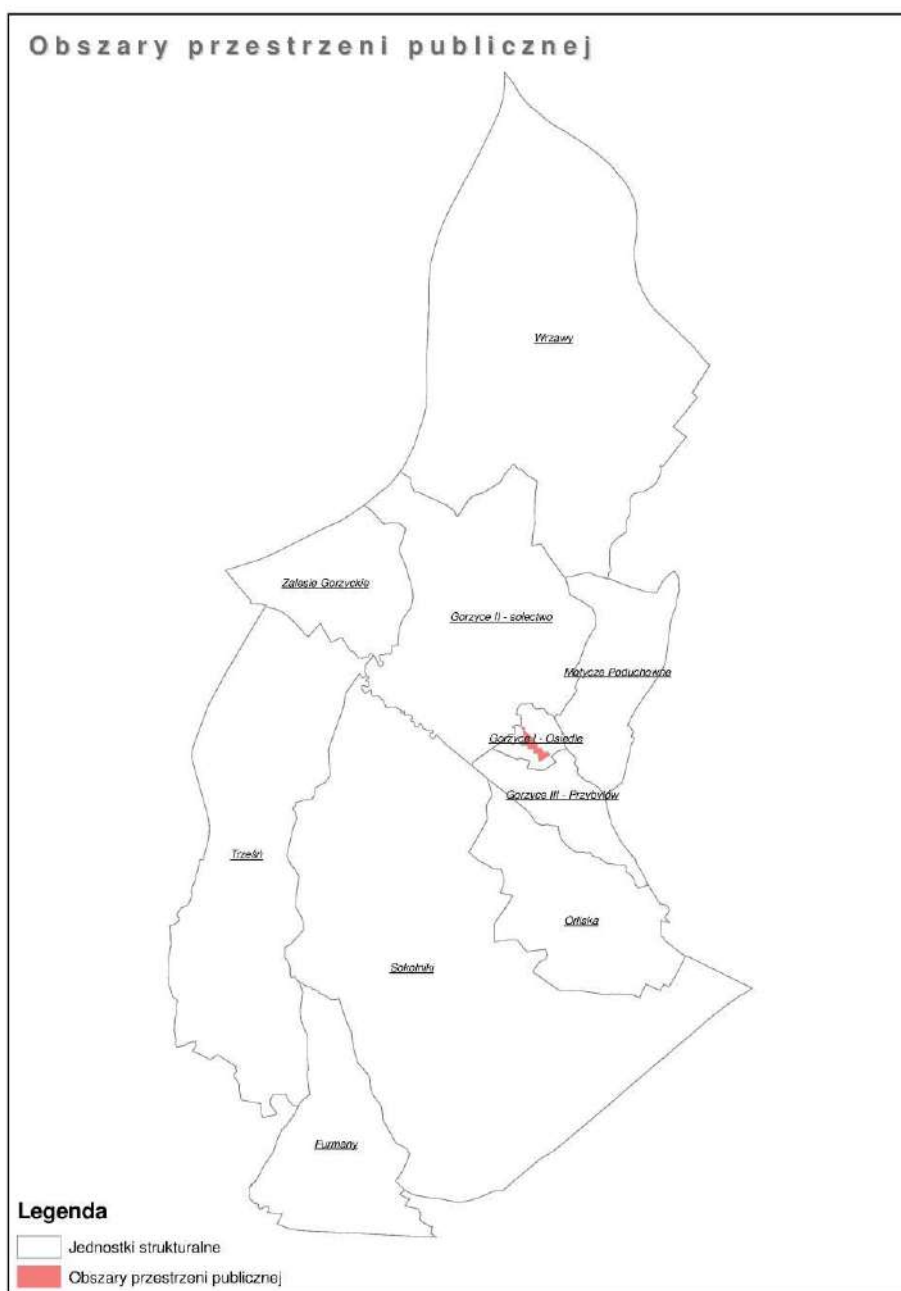 Obszary przestrzeni publicznej
Wrzawy
Zalesie Gorzyckie
Gorzyce II - sołectwo
Motycze Poduchowne
Gorzyce I - Osiedle
Gorzyce III - Przybyłów
Trześń
Orliska
Sokolniki
Furmany
Legenda
Jednostki strukturalne
Obszary przestrzeni publicznej